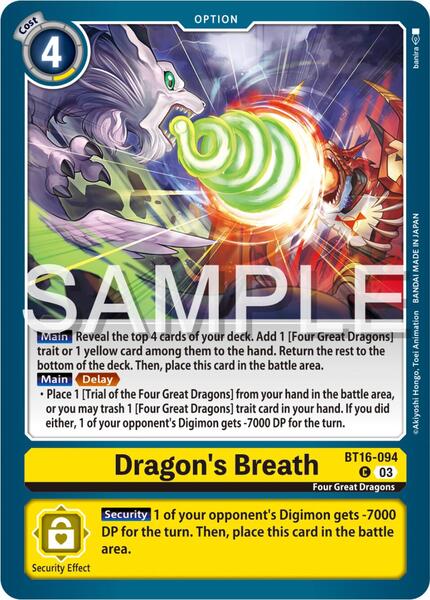 OPTION
Cost
4
banira
SAMPLE
©Akiyoshi Hongo, Toei Animation BANDAI MADE IN JAPAN
Main Reveal the top 4 cards of your deck. Add 1 [Four Great Dragons]
trait or 1 yellow card among them to the hand. Return the rest to the
bottom of the deck. Then, place this card in the battle area.
Main Delay
• Place 1 [Trial of the Four Great Dragons] from your hand in the battle area,
or you may trash 1 [Four Great Dragons] trait card in your hand. If you did
either, 1 of your opponent's Digimon gets -7000 DP for the turn.
Dragon's Breath
BT16-094
C 03
Four Great Dragons
Security 1 of your opponent's Digimon gets -7000
DP for the turn. Then, place this card in the battle
area.
Security Effect